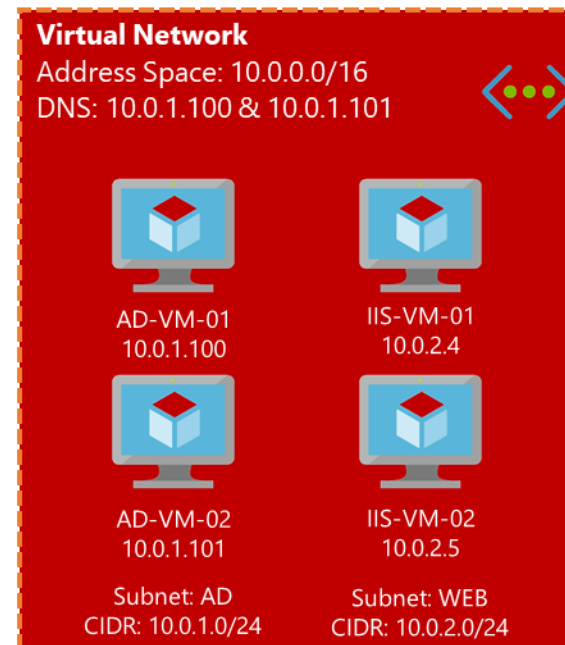 Virtual Network
Address Space: 10.0.0.0/16
DNS: 10.0.1.100 & 10.0.1.101
AD-VM-01
10.0.1.100
IIS-VM-01
10.0.2.4
AD-VM-02
10.0.1.101
IIS-VM-02
10.0.2.5
Subnet: AD
CIDR: 10.0.1.0/24
Subnet: WEB
CIDR: 10.0.2.0/24